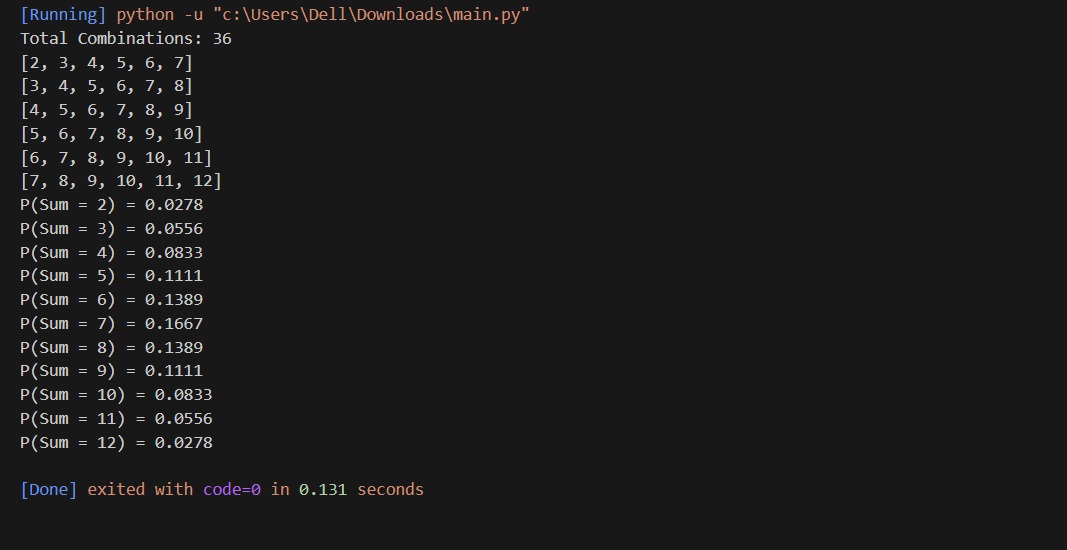 [Running] python -u "c:\Users\Dell\Downloads\main.py"
Total Combinations: 36
[2, 3, 4, 5, 6, 7]
[3, 4, 5, 6, 7, 8]
[4, 5, 6, 7, 8, 9]
[5, 6, 7, 8, 9, 10]
[6, 7, 8, 9, 10, 11]
[7, 8, 9, 10, 11, 12]
P(Sum = 2) = 0.0278
P(Sum = 3) = 0.0556
P(Sum = 4) = 0.0833
P(Sum = 5) = 0.1111
P(Sum = 6) = 0.1389
P(Sum = 7) = 0.1667
P(Sum = 8) = 0.1389
P(Sum = 9) = 0.1111
P(Sum = 10) = 0.0833
P(Sum = 11) = 0.0556
P(Sum = 12) = 0.0278
[Done] exited with code=0 in 0.131 seconds